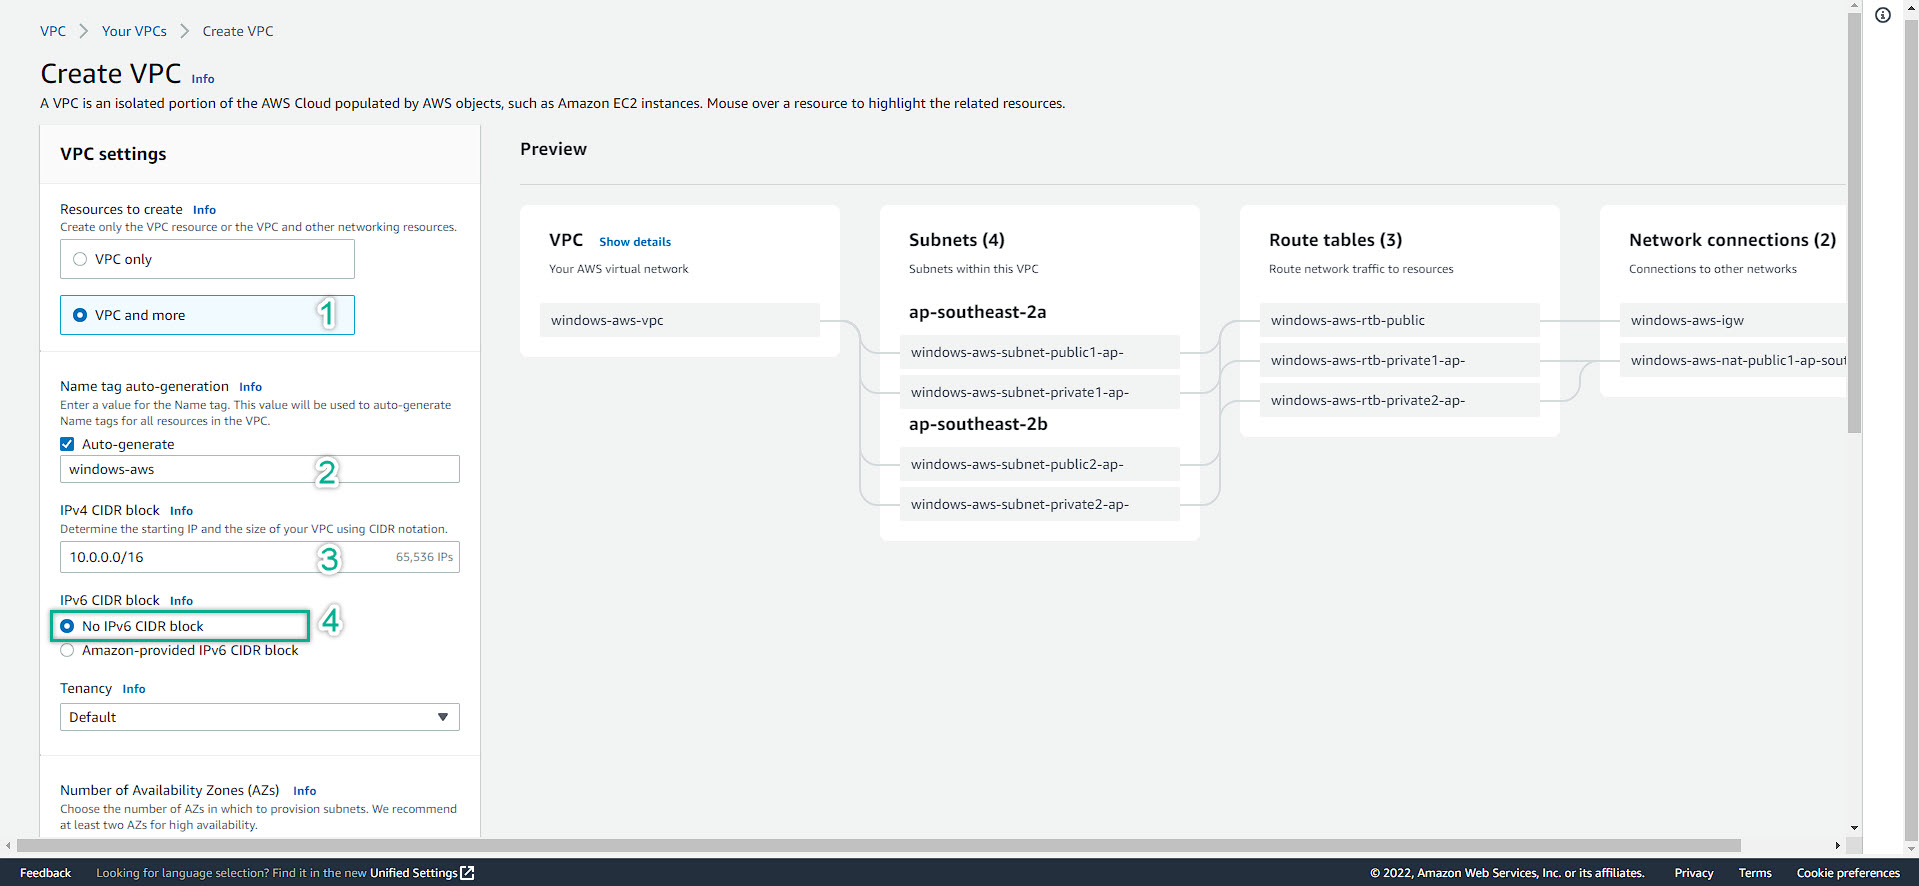 VPC > Your VPCs > Create VPC
Create VPC Info
A VPC is an isolated portion of the AWS Cloud populated by AWS objects, such as Amazon EC2 instances. Mouse over a resource to highlight the related resources.
VPC settings
Resources to create Info
Create only the VPC resource or the VPC and other networking resources.
VPC only
VPC and more
1
Name tag auto-generation Info
Enter a value for the Name tag. This value will be used to auto-generate
Name tags for all resources in the VPC.
Auto-generate
windows-aws
2
IPv4 CIDR block Info
Determine the starting IP and the size of your VPC using CIDR notation.
10.0.0.0/16
3
65,536 IPs
IPv6 CIDR block Info
No IPv6 CIDR block
4
Amazon-provided IPv6 CIDR block
Tenancy Info
Default
Number of Availability Zones (AZs) Info
Choose the number of AZs in which to provision subnets. We recommend
at least two AZs for high availability.
Preview
VPC Show details
Your AWS virtual network
windows-aws-vpc
Subnets (4)
Subnets within this VPC
ap-southeast-2a
windows-aws-subnet-public1-ap-
windows-aws-subnet-private1-ap-
ap-southeast-2b
windows-aws-subnet-public2-ap-
windows-aws-subnet-private2-ap-
Route tables (3)
Route network traffic to resources
windows-aws-rtb-public
windows-aws-rtb-private1-ap-
windows-aws-rtb-private2-ap-
Network connections (2)
Connections to other networks
windows-aws-igw
windows-aws-nat-public1-ap-sout
Feedback
Looking for language selection? Find it in the new Unified Settings
© 2022, Amazon Web Services, Inc. or its affiliates.
Privacy
Terms
Cookie preferences